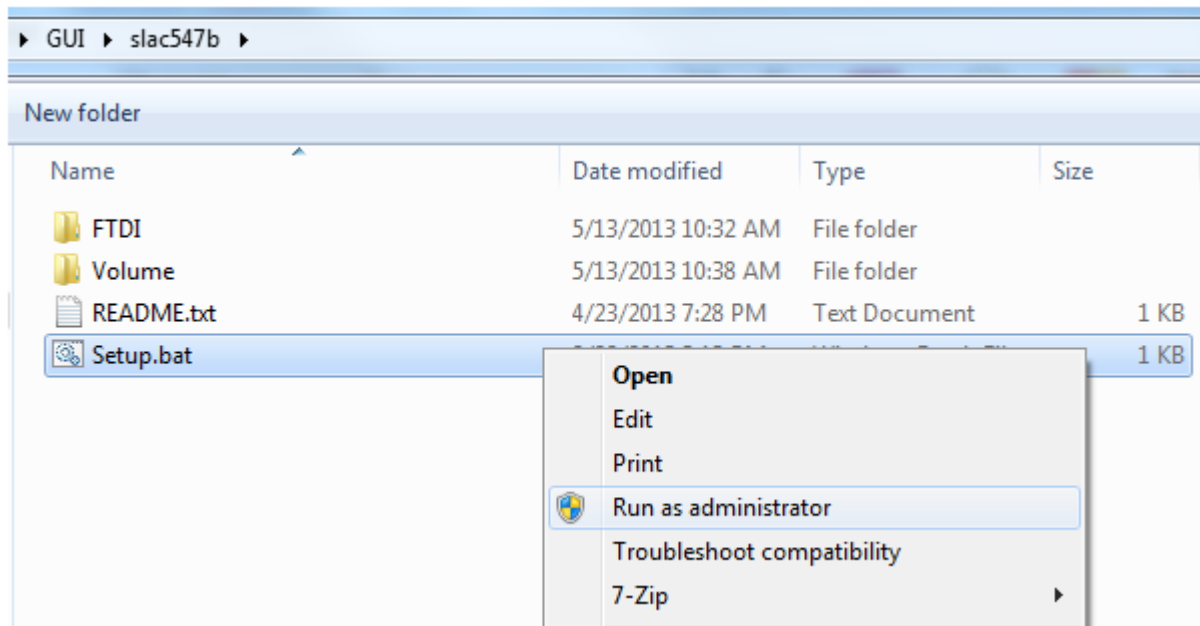 GUI slac547b
New folder
Name Date modified Type Size
FTDI 5/13/2013 10:32 AM File folder
Volume 5/13/2013 10:38 AM File folder
README.txt 4/23/2013 7:28 PM Text Document 1 KB
Setup.bat 1 KB
Open
Edit
Print
Run as administrator
Troubleshoot compatibility
7-Zip